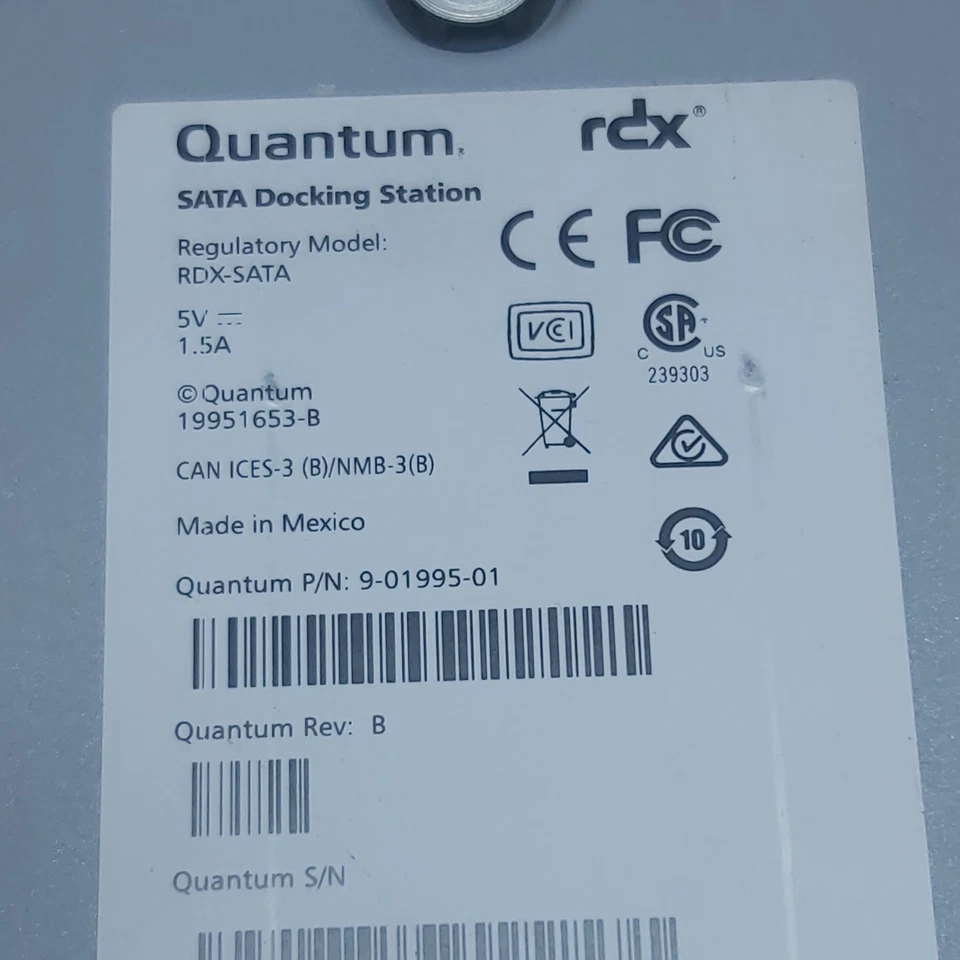 Quantum.
rdx®
SATA Docking Station
CE FC
Regulatory Model:
RDX-SATA
5V
1.5A
VCI
SA
C US
239303
©Quantum
19951653-B
CAN ICES-3 (B)/NMB-3(B)
Made in Mexico
10
Quantum P/N: 9-01995-01
Quantum Rev: B
Quantum S/N